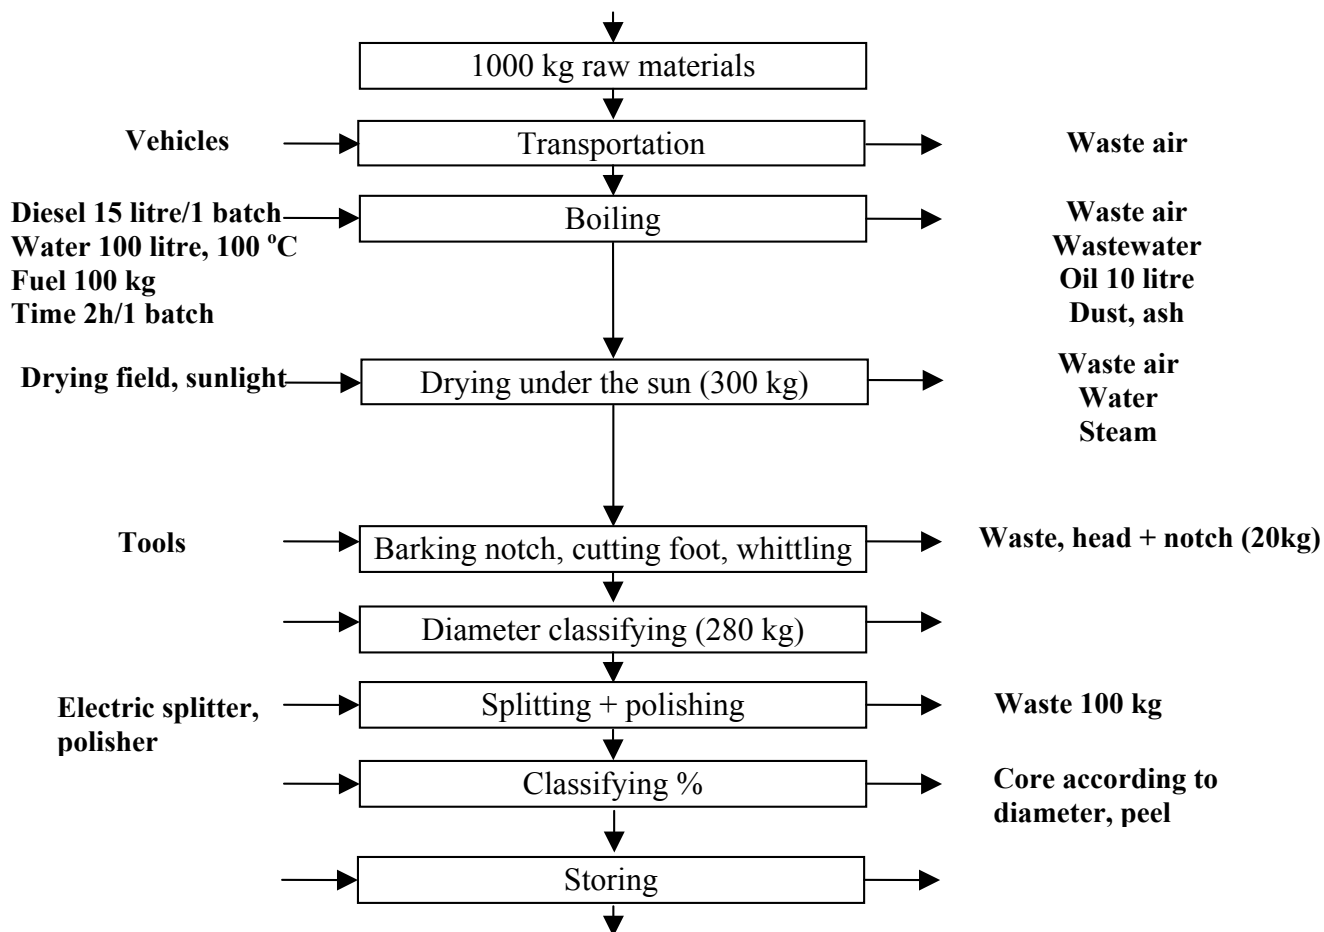 1000 kg raw materials
Vehicles
Transportation
Waste air
Diesel 15 litre/1 batch
Water 100 litre, 100 ºC
Fuel 100 kg
Time 2h/1 batch
Boiling
Waste air
Wastewater
Oil 10 litre
Dust, ash
Drying field, sunlight
Drying under the sun (300 kg)
Waste air
Water
Steam
Tools
Barking notch, cutting foot, whittling
Waste, head + notch (20kg)
Diameter classifying (280 kg)
Electric splitter,
polisher
Splitting + polishing
Waste 100 kg
Classifying %
Core according to
diameter, peel
Storing